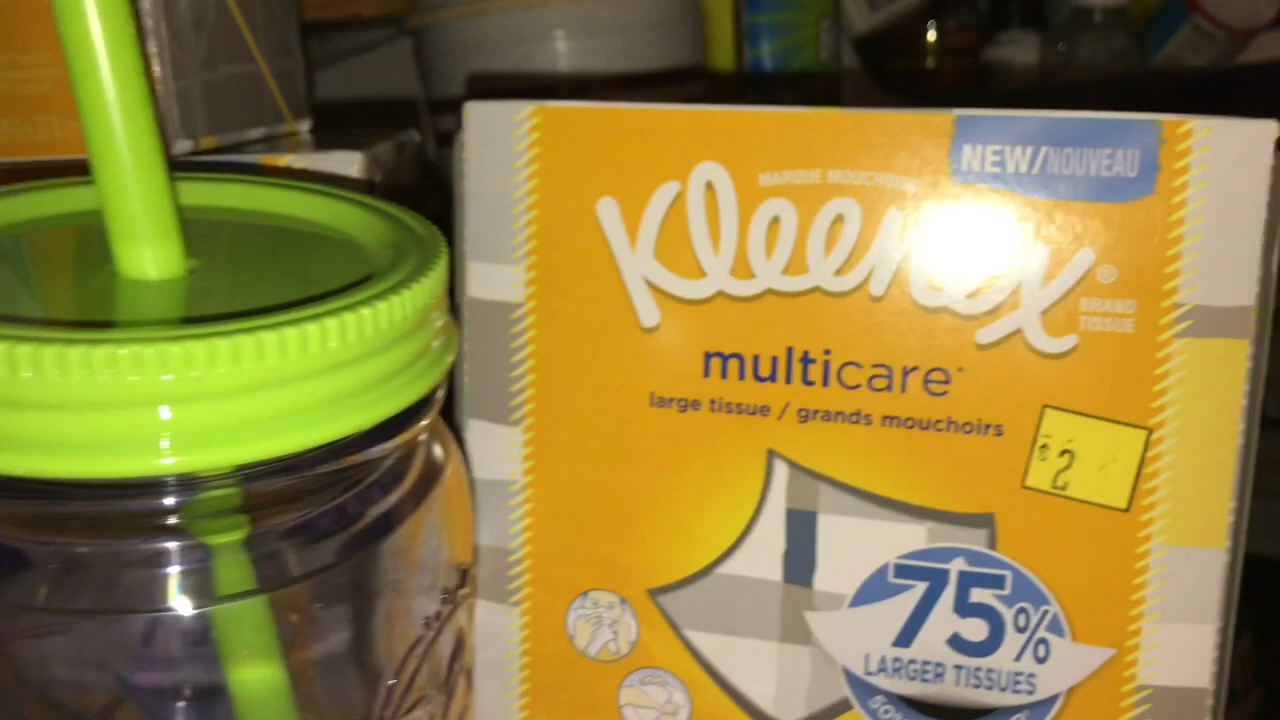 NEW/NOUVEAU
MARQUE MOUCHOIRS
Kleenex®
BRAND
TISSUE
multicare*
large tissue / grands mouchoirs
$2
75%
LARGER TISSUES